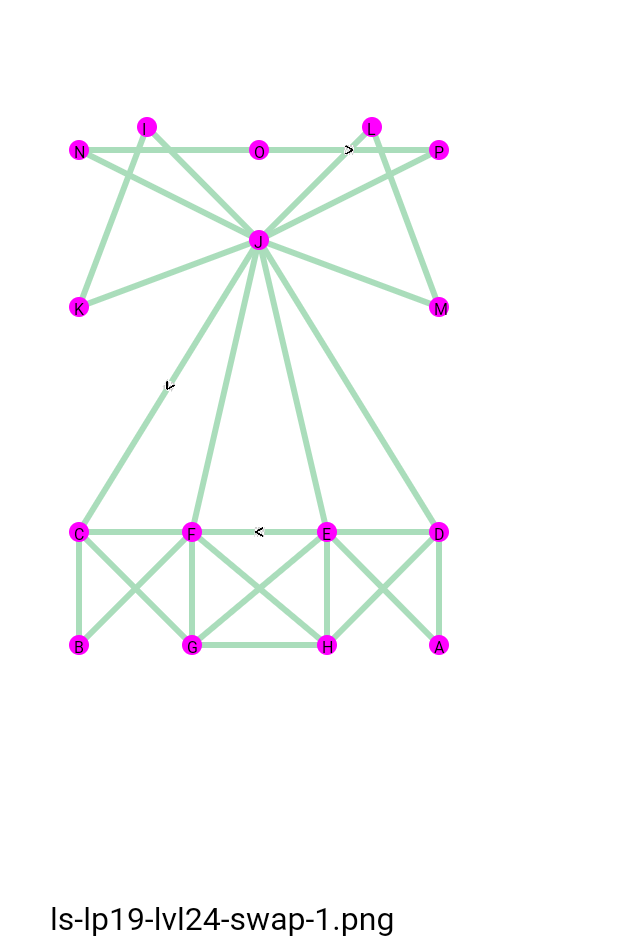 I L
N O > P
J
K M
<
C F < E D
B G H A
ls-lp19-lvl24-swap-1.png